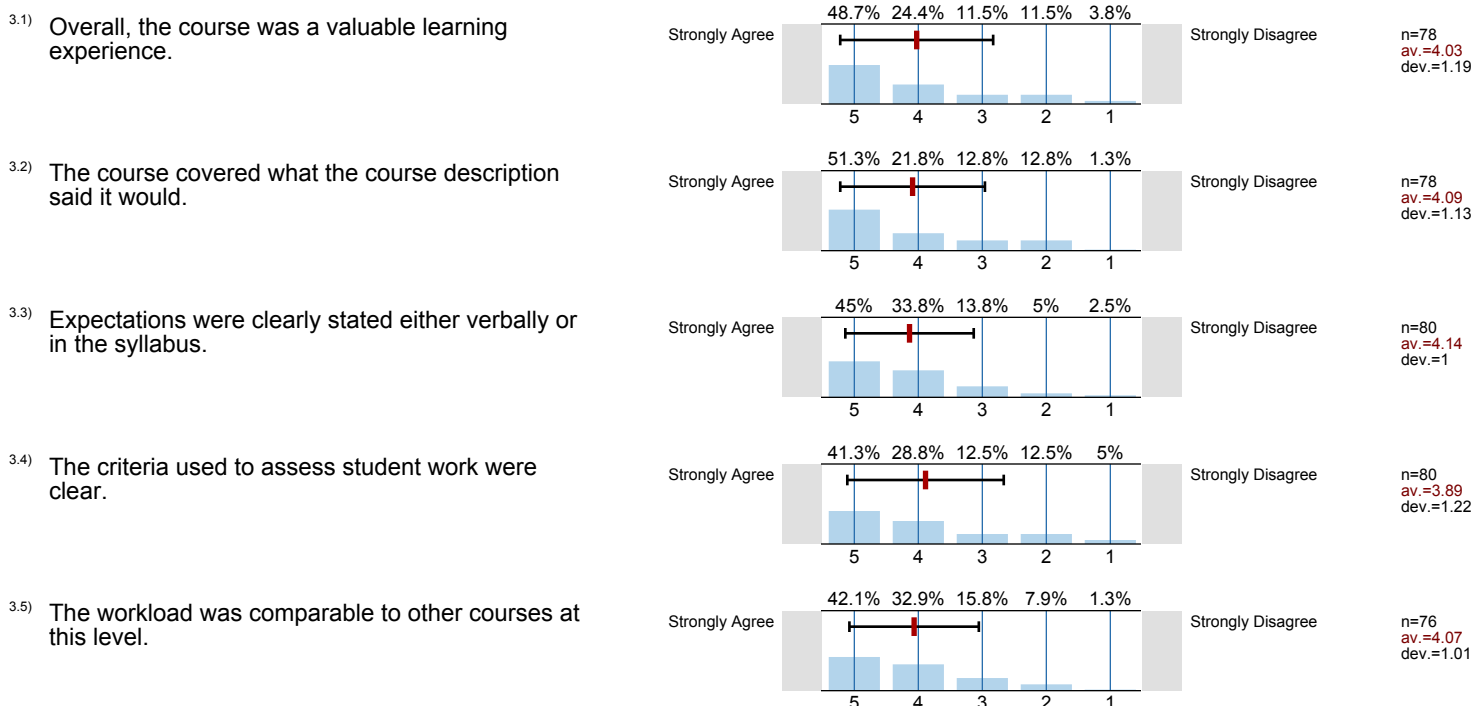 48.7% 24.4% 11.5% 11.5% 3.8%
3.1) Overall, the course was a valuable learning
experience.
Strongly Agree
Strongly Disagree
n=78
av.=4.03
dev.=1.19
5 4 3 2 1
51.3% 21.8% 12.8% 12.8% 1.3%
3.2) The course covered what the course description
said it would.
Strongly Agree
Strongly Disagree
n=78
av.=4.09
dev.=1.13
5 4 3 2 1
45% 33.8% 13.8% 5% 2.5%
3.3) Expectations were clearly stated either verbally or
in the syllabus.
Strongly Agree
Strongly Disagree
n=80
av.=4.14
dev.=1
5 4 3 2 1
41.3% 28.8% 12.5% 12.5% 5%
3.4) The criteria used to assess student work were
clear.
Strongly Agree
Strongly Disagree
n=80
av.=3.89
dev.=1.22
5 4 3 2 1
42.1% 32.9% 15.8% 7.9% 1.3%
3.5) The workload was comparable to other courses at
this level.
Strongly Agree
Strongly Disagree
n=76
av.=4.07
dev.=1.01
5 4 3 2 1